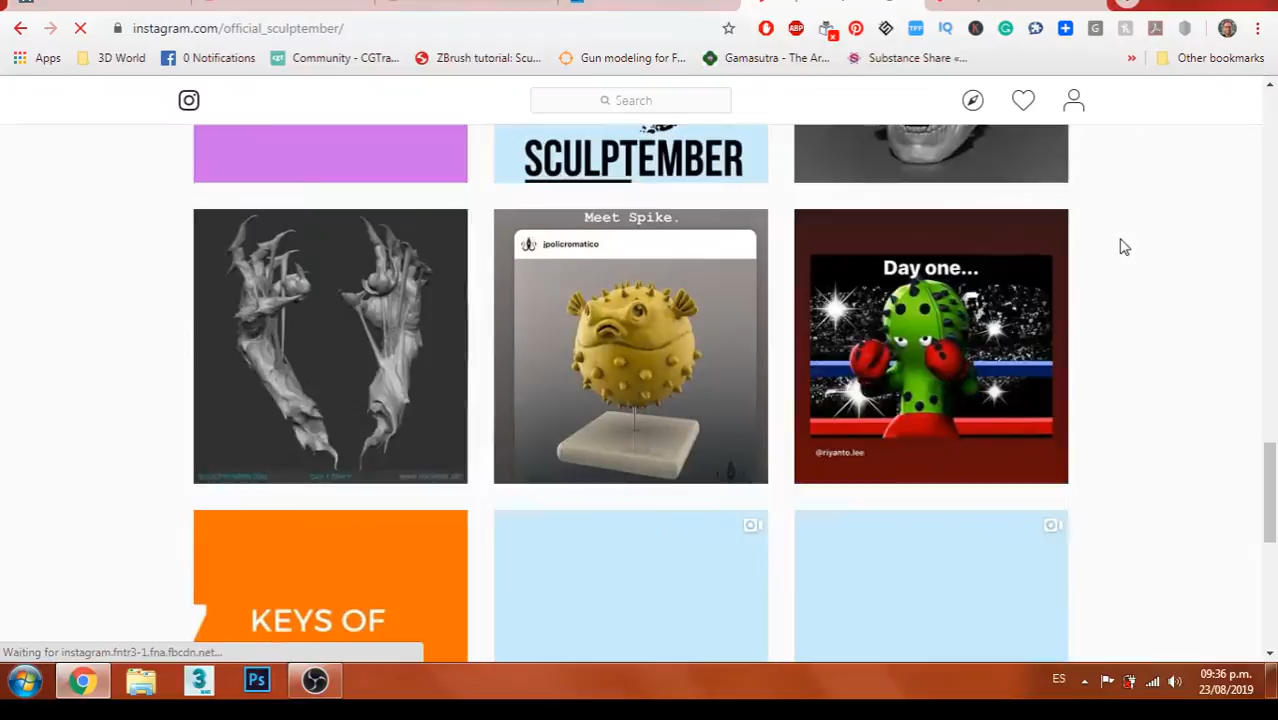 instagram.com/official_sculptember/
Apps
3D World
0 Notifications
Community - CGTra...
ZBrush tutorial: Scu...
Gun modeling for F...
Gamasutra - The Ar...
Substance Share «...
»
Other bookmarks
Search
SCULPTEMBER
Meet Spike.
jpolicromatico
Day one...
@riyanto.lee
KEYS OF
Waiting for instagram.fntr3-1.fna.fbcdn.net...
ES
09:36 p.m.
23/08/2019
Ps
3